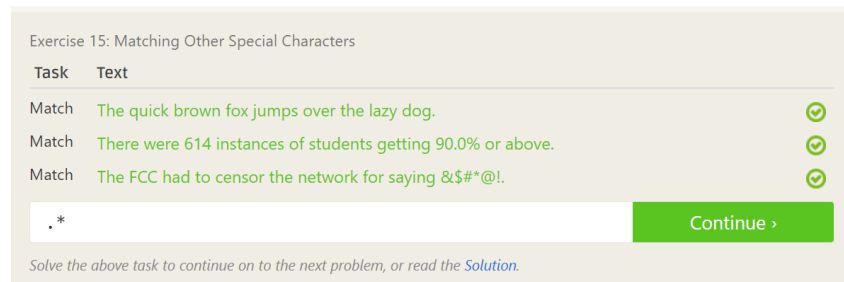 Exercise 15: Matching Other Special Characters
Task Text
Match The quick brown fox jumps over the lazy dog.
Match There were 614 instances of students getting 90.0% or above.
Match The FCC had to censor the network for saying &$#*@!.
.* Continue ›
Solve the above task to continue on to the next problem, or read the Solution.